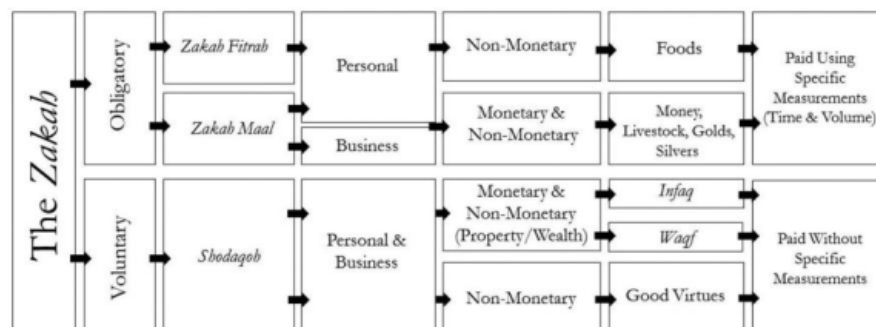 The Zakah
Obligatory
Zakah Fitrah
Zakah Maal
Personal
Business
Non-Monetary
Monetary &
Non-Monetary
Foods
Money,
Livestock, Golds,
Silvers
Paid Using
Specific
Measurements
(Time & Volume)
Voluntary
Shodaqoh
Personal &
Business
Monetary &
Non-Monetary
(Property/Wealth)
Non-Monetary
Infaq
Waqf
Good Virtues
Paid Without
Specific
Measurements